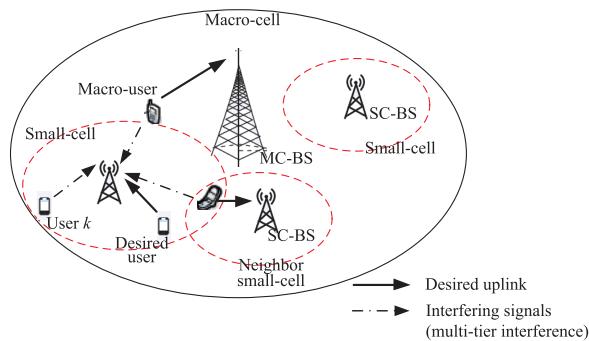 Macro-cell
Macro-user
SC-BS
Small-cell
Small-cell
MC-BS
User k
Desired
user
SC-BS
Neighbor
small-cell
Desired uplink
Interfering signals
(multi-tier interference)